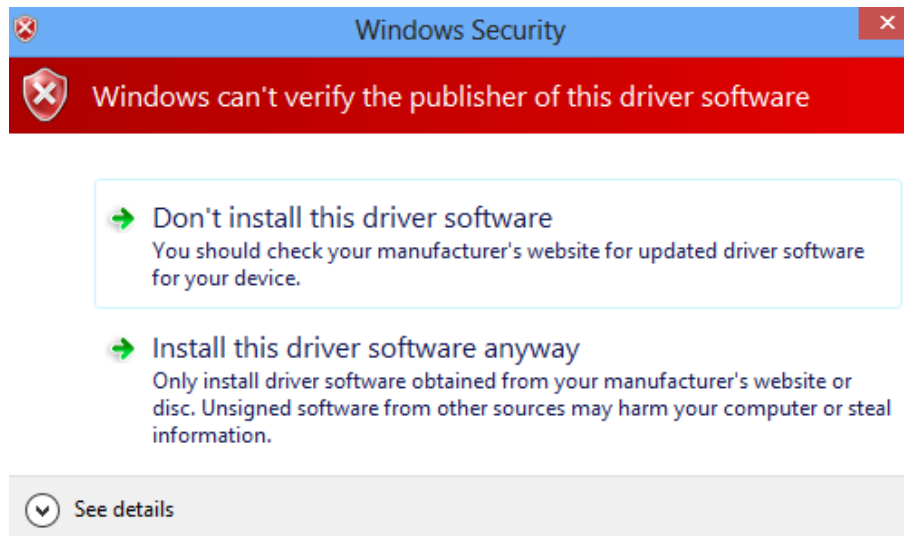 Windows Security
Windows can't verify the publisher of this driver software
Don't install this driver software
You should check your manufacturer's website for updated driver software
for your device.
Install this driver software anyway
Only install driver software obtained from your manufacturer's website or
disc. Unsigned software from other sources may harm your computer or steal
information.
See details